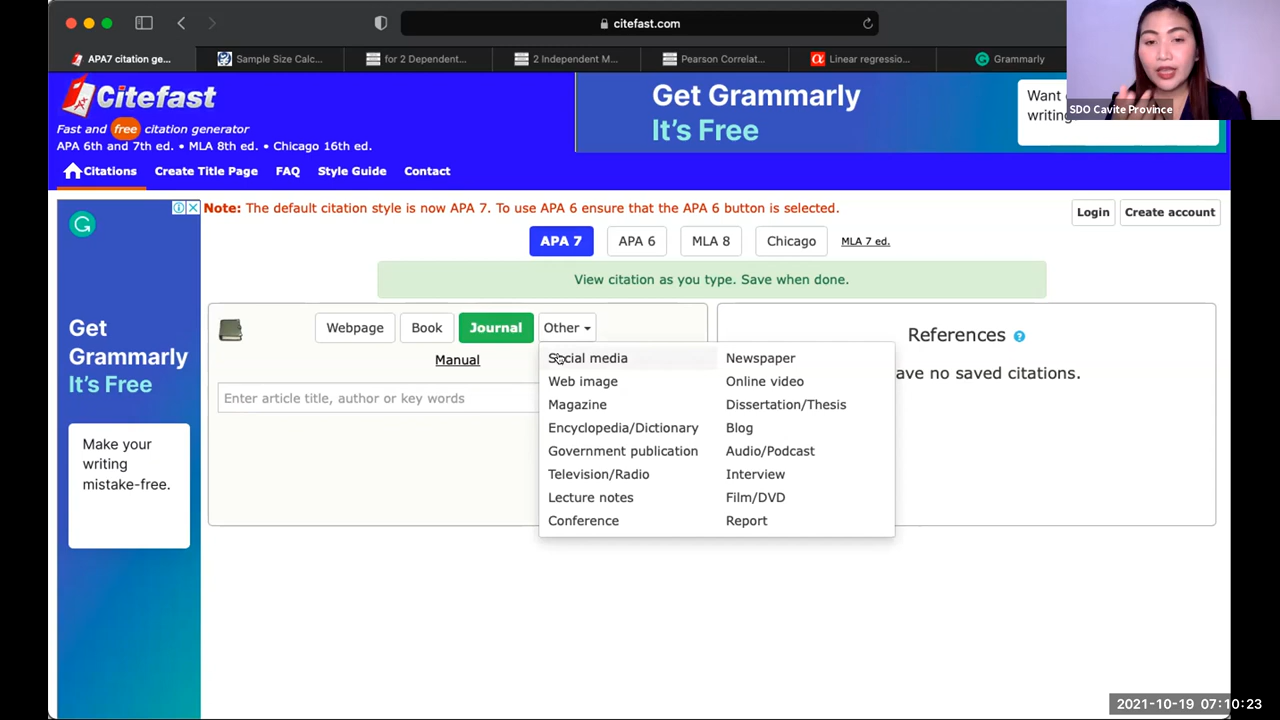 citefast.com
APA7 citation ge...
Sample Size Calc...
for 2 Dependent...
2 Independent M...
Pearson Correlat...
Linear regressio...
Grammarly
SDO Cavite Province
Citefast
Fast and free citation generator
APA 6th and 7th ed. • MLA 8th ed. • Chicago 16th ed.
Get Grammarly
It's Free
Want
writing
Citations
Create Title Page
FAQ
Style Guide
Contact
Note: The default citation style is now APA 7. To use APA 6 ensure that the APA 6 button is selected.
Login
Create account
APA 7
APA 6
MLA 8
Chicago
MLA 7 ed.
View citation as you type. Save when done.
Get
Grammarly
It's Free
Make your
writing
mistake-free.
Webpage
Book
Journal
Other
Manual
Enter article title, author or key words
Social media
Web image
Magazine
Encyclopedia/Dictionary
Government publication
Television/Radio
Lecture notes
Conference
Newspaper
Online video
Dissertation/Thesis
Blog
Audio/Podcast
Interview
Film/DVD
Report
References
ave no saved citations.
2021-10-19 07:10:23